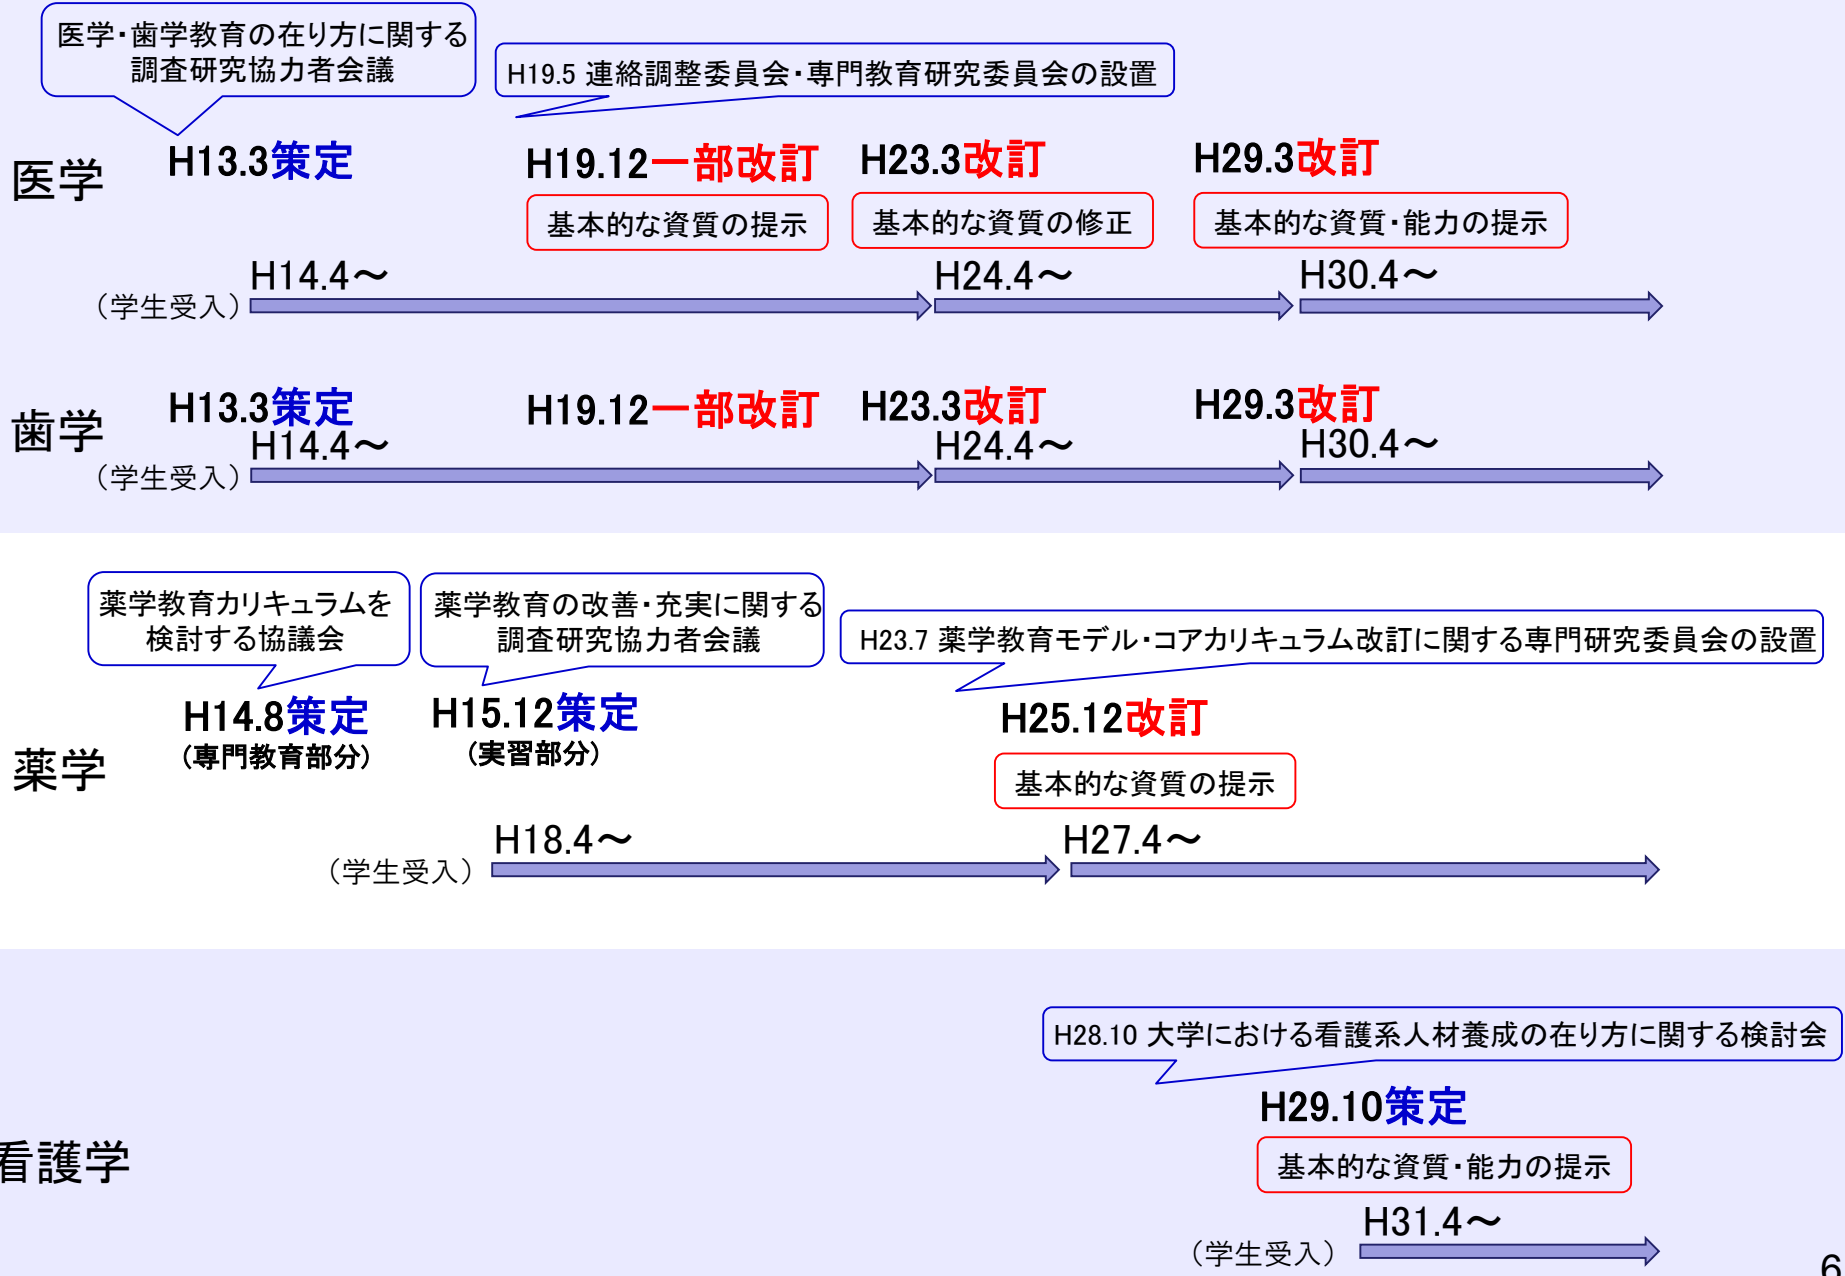 医学・歯学教育の在り方に関する
調査研究協力者会議
H19.5 連絡調整委員会・専門教育研究委員会の設置
医学
H13.3策定
H19.12一部改訂
H23.3改訂
H29.3改訂
基本的な資質の提示
基本的な資質の修正
基本的な資質・能力の提示
（学生受入）
H14.4～
H24.4～
H30.4～
歯学
H13.3策定
H19.12一部改訂
H23.3改訂
H29.3改訂
（学生受入）
H14.4～
H24.4～
H30.4～
薬学教育カリキュラムを
検討する協議会
薬学教育の改善・充実に関する
調査研究協力者会議
H23.7 薬学教育モデル・コアカリキュラム改訂に関する専門研究委員会の設置
薬学
H14.8策定
（専門教育部分）
H15.12策定
（実習部分）
H25.12改訂
基本的な資質の提示
（学生受入）
H18.4～
H27.4～
H28.10 大学における看護系人材養成の在り方に関する検討会
看護学
H29.10策定
基本的な資質・能力の提示
（学生受入）
H31.4～
6